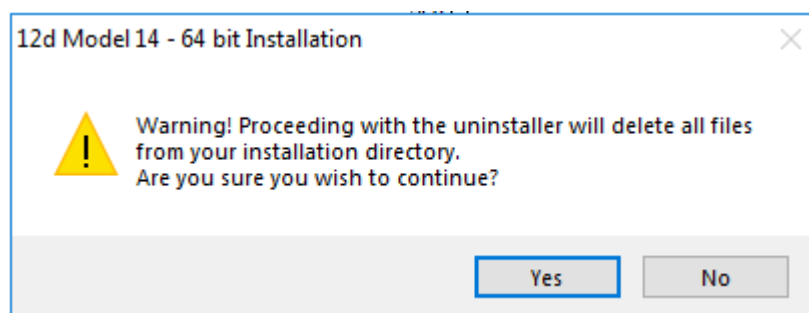 12d Model 14 - 64 bit Installation
Warning! Proceeding with the uninstaller will delete all files
from your installation directory.
Are you sure you wish to continue?
Yes
No